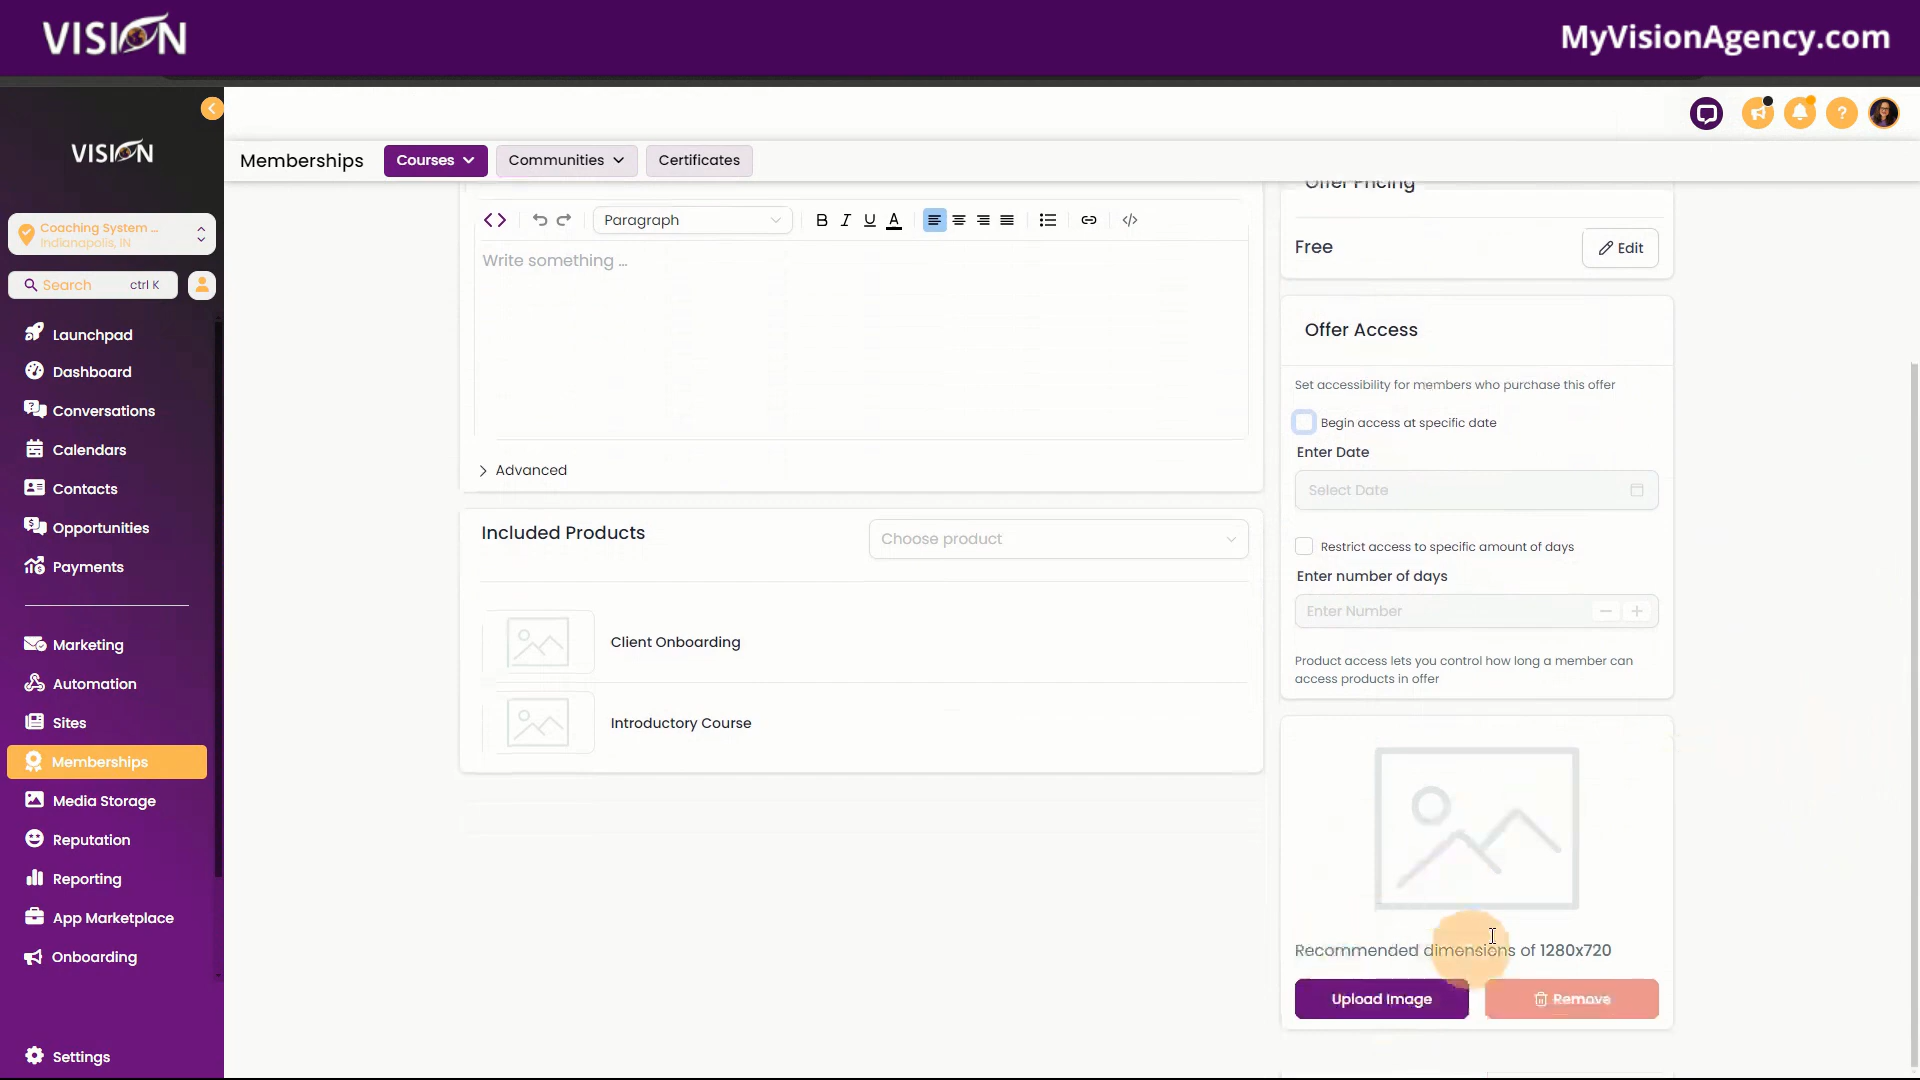 VISION
MyVisionAgency.com
VISION
Coaching System ...
Indianapolis, IN
Search
ctrl K
Launchpad
Dashboard
Conversations
Calendars
Contacts
Opportunities
Payments
Marketing
Automation
Sites
Memberships
Media Storage
Reputation
Reporting
App Marketplace
Onboarding
Settings
Memberships
Courses
Communities
Certificates
Paragraph
B I U A
Write something ...
Advanced
Included Products
Choose product
Client Onboarding
Introductory Course
Offer Pricing
Free
Edit
Offer Access
Set accessibility for members who purchase this offer
Begin access at specific date
Enter Date
Select Date
Restrict access to specific amount of days
Enter number of days
Enter Number
Product access lets you control how long a member can
access products in offer
Recommended dimensions of 1280x720
Upload Image
Remove